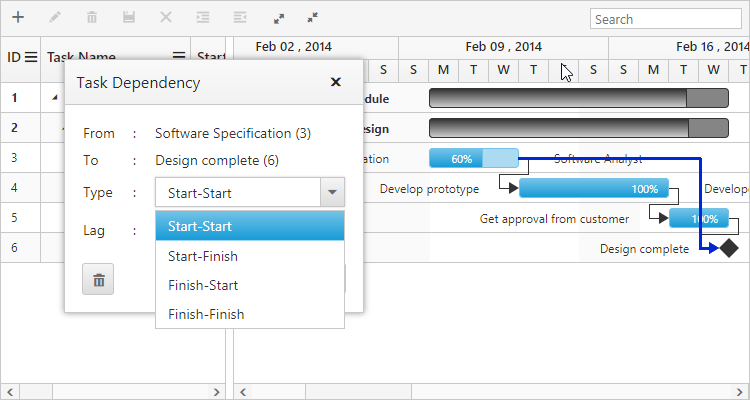 Search
ID Task Name Start
Feb 02 , 2014 Feb 09 , 2014 Feb 16 , 2014
S S M T W T F S S M T W T
Task Dependency
From : Software Specification (3)
To : Design complete (6)
Type : Start-Start
Lag :
Start-Start
Start-Finish
Finish-Start
Finish-Finish
1 dule
2 sign
3 ation 60% Software Analyst
4 Develop prototype 100% Develo
5 Get approval from customer 100%
6 Design complete